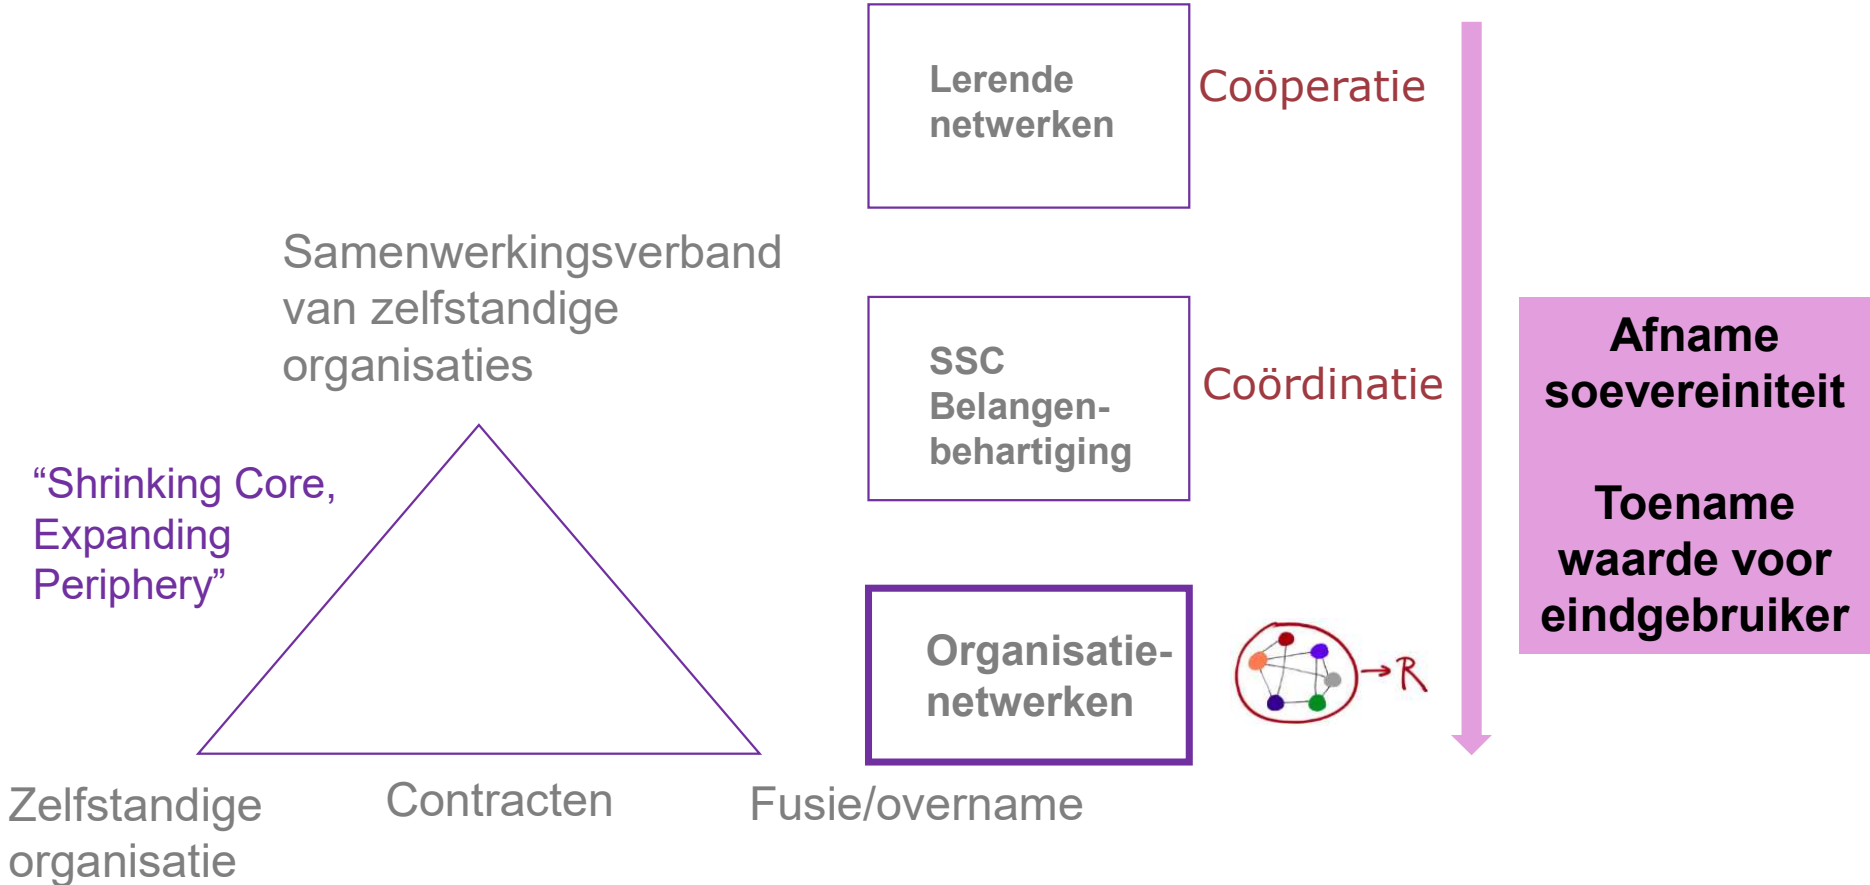 Lerende
netwerken
Coöperatie
Samenwerkingsverband
van zelfstandige
organisaties
SSC
Belangen-
behartiging
Coördinatie
Afname
soevereiniteit
Toename
waarde voor
eindgebruiker
“Shrinking Core,
Expanding
Periphery”
Organisatie-
netwerken
R
Zelfstandige
organisatie
Contracten
Fusie/overname